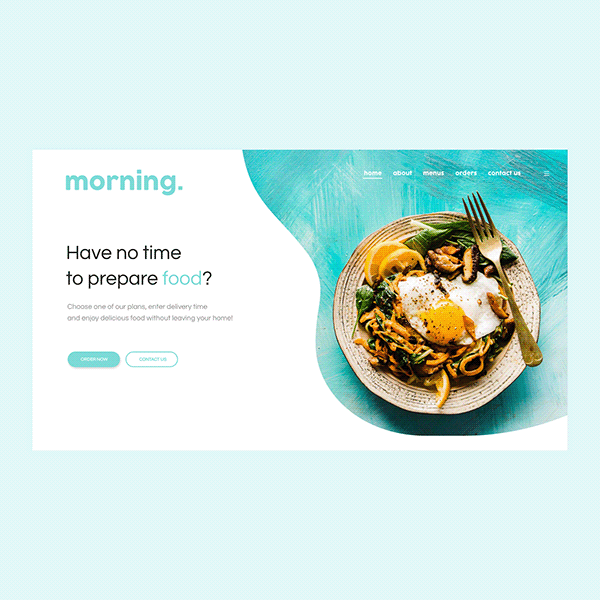 morning.
home about menus orders contact us
Have no time
to prepare food?
Choose one of our plans, enter delivery time
and enjoy delicious food without leaving your home!
ORDER NOW CONTACT US